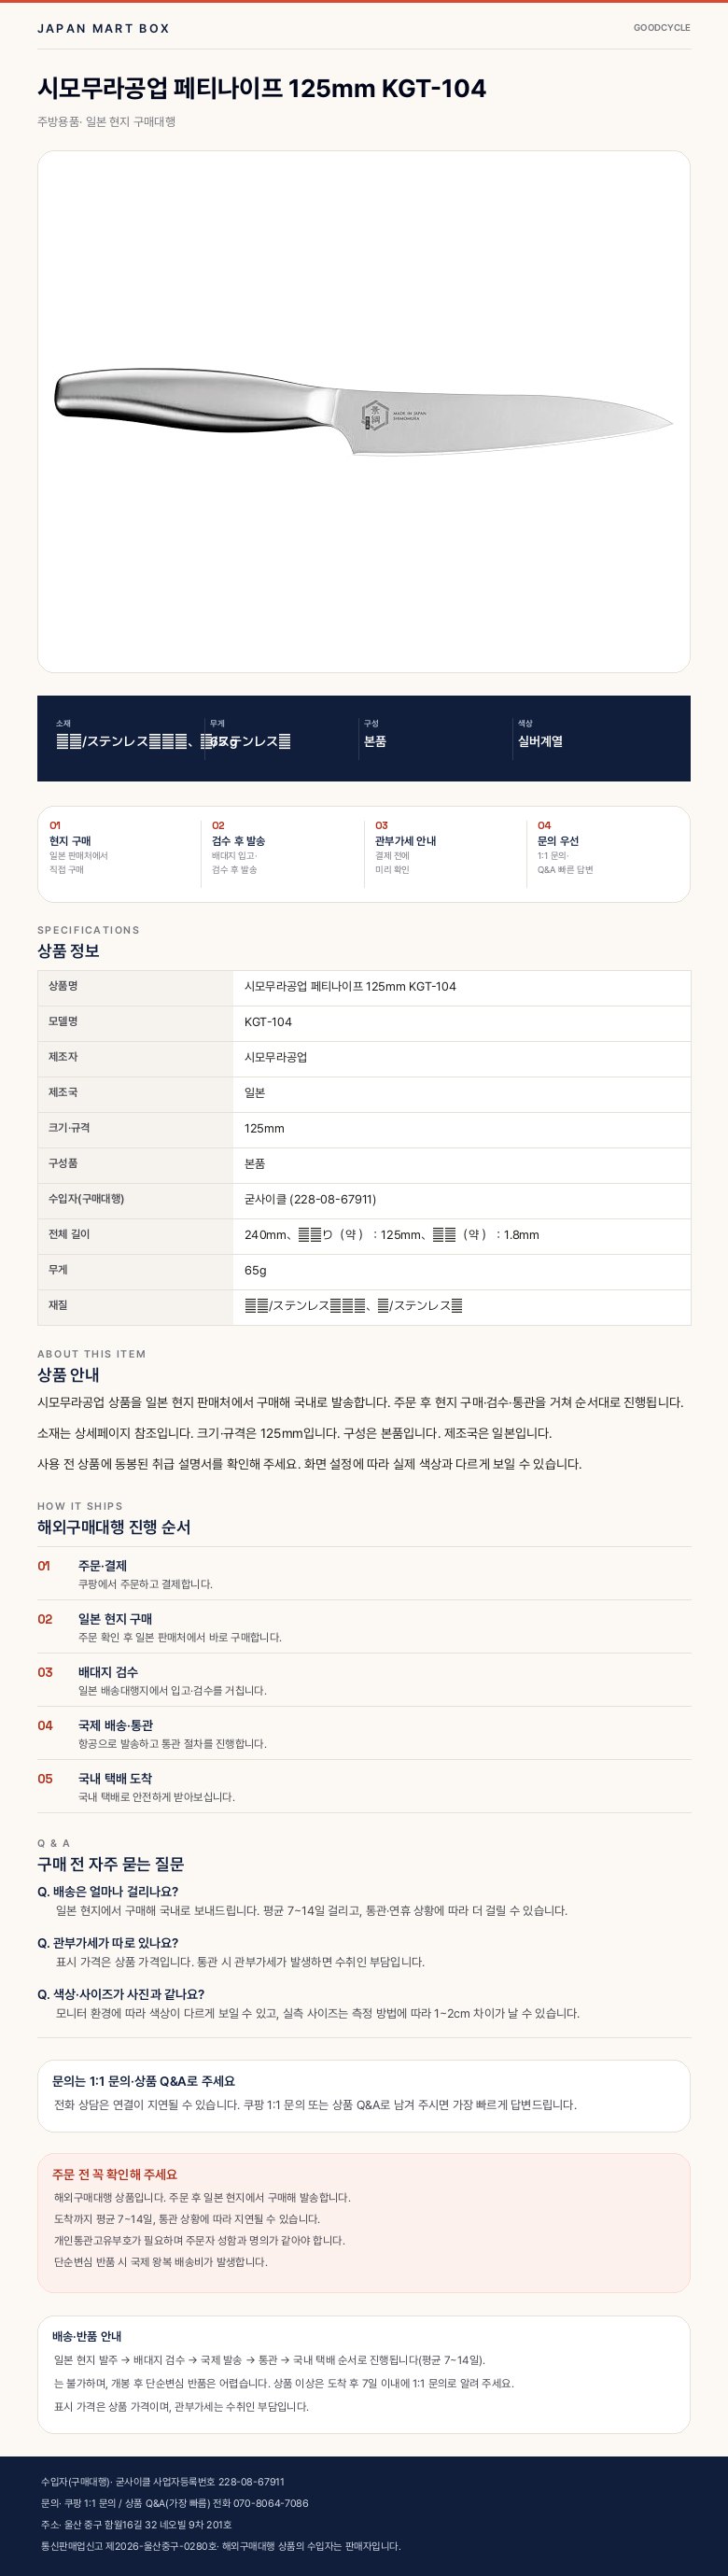 JAPAN MART BOX
GOODCYCLE
시모무라공업 페티나이프 125mm KGT-104
주방용품· 일본 현지 구매대행
MADE IN JAPAN
SHIMOMURA
소재
/ステンレス
무게
65g
구성
본품
색상
실버계열
01
현지 구매
일본 판매처에서
직접 구매
02
검수 후 발송
배대지 입고·
검수 후 발송
03
관부가세 안내
결제 전에
미리 확인
04
문의 우선
1:1 문의·
Q&A 빠른 답변
SPECIFICATIONS
상품 정보
상품명 시모무라공업 페티나이프 125mm KGT-104
모델명 KGT-104
제조자 시모무라공업
제조국 일본
크기·규격 125mm
구성품 본품
수입자(구매대행) 굳사이클 (228-08-67911)
전체 길이 240mm、り（약）：125mm、（약）：1.8mm
무게 65g
재질 /ステンレス、/ステンレス
ABOUT THIS ITEM
상품 안내
시모무라공업 상품을 일본 현지 판매처에서 구매해 국내로 발송합니다. 주문 후 현지 구매·검수·통관을 거쳐 순서대로 진행됩니다.
소재는 상세페이지 참조입니다. 크기·규격은 125mm입니다. 구성은 본품입니다. 제조국은 일본입니다.
사용 전 상품에 동봉된 취급 설명서를 확인해 주세요. 화면 설정에 따라 실제 색상과 다르게 보일 수 있습니다.
HOW IT SHIPS
해외구매대행 진행 순서
01 주문·결제
쿠팡에서 주문하고 결제합니다.
02 일본 현지 구매
주문 확인 후 일본 판매처에서 바로 구매합니다.
03 배대지 검수
일본 배송대행지에서 입고·검수를 거칩니다.
04 국제 배송·통관
항공으로 발송하고 통관 절차를 진행합니다.
05 국내 택배 도착
국내 택배로 안전하게 받아보십니다.
Q & A
구매 전 자주 묻는 질문
Q. 배송은 얼마나 걸리나요?
일본 현지에서 구매해 국내로 보내드립니다. 평균 7~14일 걸리고, 통관·연휴 상황에 따라 더 걸릴 수 있습니다.
Q. 관부가세가 따로 있나요?
표시 가격은 상품 가격입니다. 통관 시 관부가세가 발생하면 수취인 부담입니다.
Q. 색상·사이즈가 사진과 같나요?
모니터 환경에 따라 색상이 다르게 보일 수 있고, 실측 사이즈는 측정 방법에 따라 1~2cm 차이가 날 수 있습니다.
문의는 1:1 문의·상품 Q&A로 주세요
전화 상담은 연결이 지연될 수 있습니다. 쿠팡 1:1 문의 또는 상품 Q&A로 남겨 주시면 가장 빠르게 답변드립니다.
주문 전 꼭 확인해 주세요
해외구매대행 상품입니다. 주문 후 일본 현지에서 구매해 발송합니다.
도착까지 평균 7~14일, 통관 상황에 따라 지연될 수 있습니다.
개인통관고유부호가 필요하며 주문자 성함과 명의가 같아야 합니다.
단순변심 반품 시 국제 왕복 배송비가 발생합니다.
배송·반품 안내
일본 현지 발주 → 배대지 검수 → 국제 발송 → 통관 → 국내 택배 순서로 진행됩니다(평균 7~14일).
는 불가하며, 개봉 후 단순변심 반품은 어렵습니다. 상품 이상은 도착 후 7일 이내에 1:1 문의로 알려 주세요.
표시 가격은 상품 가격이며, 관부가세는 수취인 부담입니다.
수입자(구매대행)· 굳사이클 사업자등록번호 228-08-67911
문의· 쿠팡 1:1 문의 / 상품 Q&A(가장 빠름) 전화 070-8064-7086
주소· 울산 중구 함월16길 32 네오빌 9차 201호
통신판매업신고 제2026-울산중구-0280호· 해외구매대행 상품의 수입자는 판매자입니다.